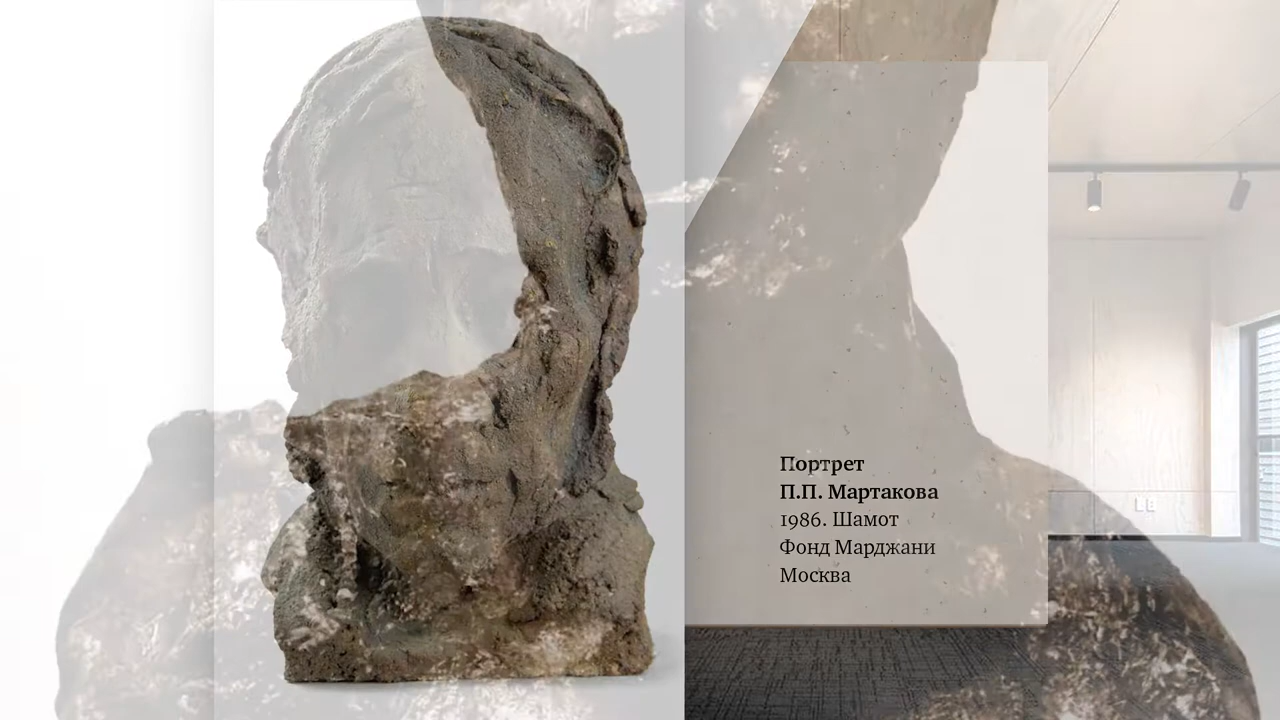 Портрет
П.П. Мартакова
1986. Шамот
Фонд Марджани
Москва